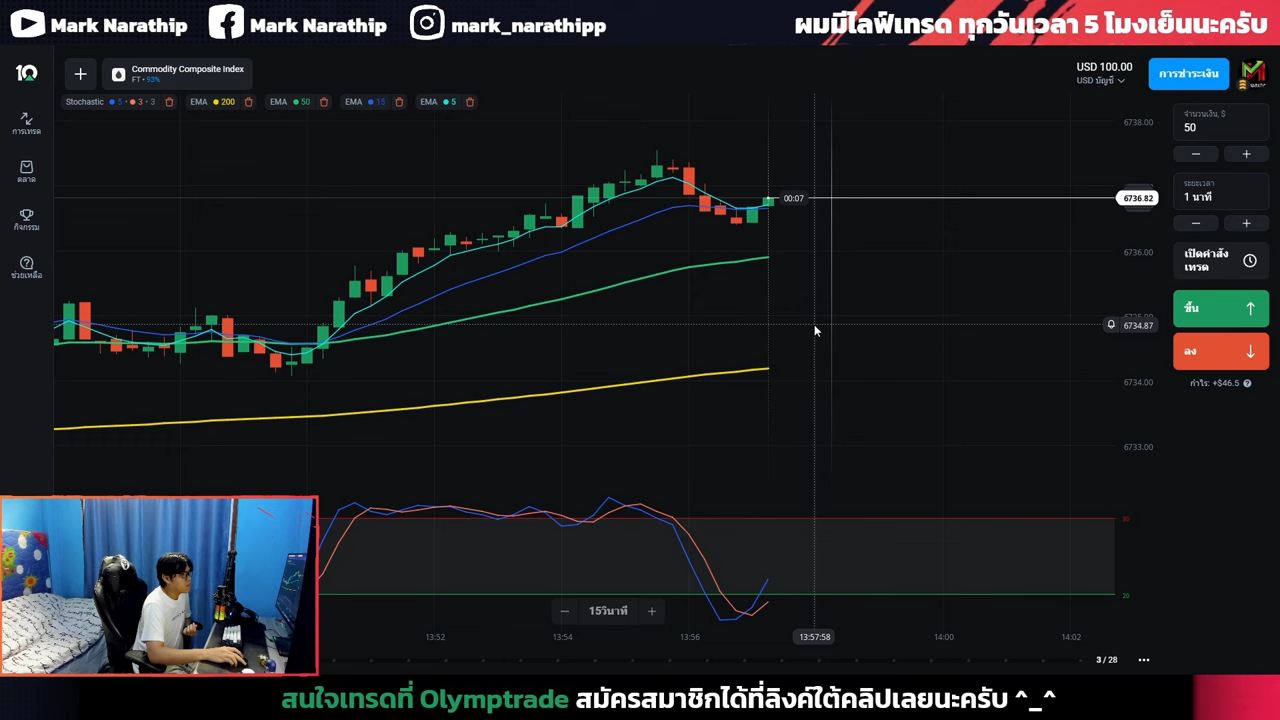 Mark Narathip
Mark Narathip
mark_narathipp
ผมมีไลฟ์เทรด ทุกวันเวลา 5 โมงเย็นนะครับ
10
Commodity Composite Index
FT • 93%
USD 100.00
USD บัญชี
การชำระเงิน
Stochastic 5 • 3 • 3
EMA 200
EMA 50
EMA 15
EMA 5
การเทรด
ตลาด
กิจกรรม
ช่วยเหลือ
จำนวนเงิน, $
50
ระยะเวลา
1 นาที
เปิดคำสั่ง
เทรด
ขึ้น
ลง
กำไร: +$46.5
6738.00
6736.82
00:07
6736.00
6734.87
6734.00
6733.00
80
20
15วินาที
13:52
13:54
13:56
13:57:58
14:00
14:02
3 / 28
สนใจเทรดที่ Olymptrade สมัครสมาชิกได้ที่ลิงค์ใต้คลิปเลยนะครับ ^_^